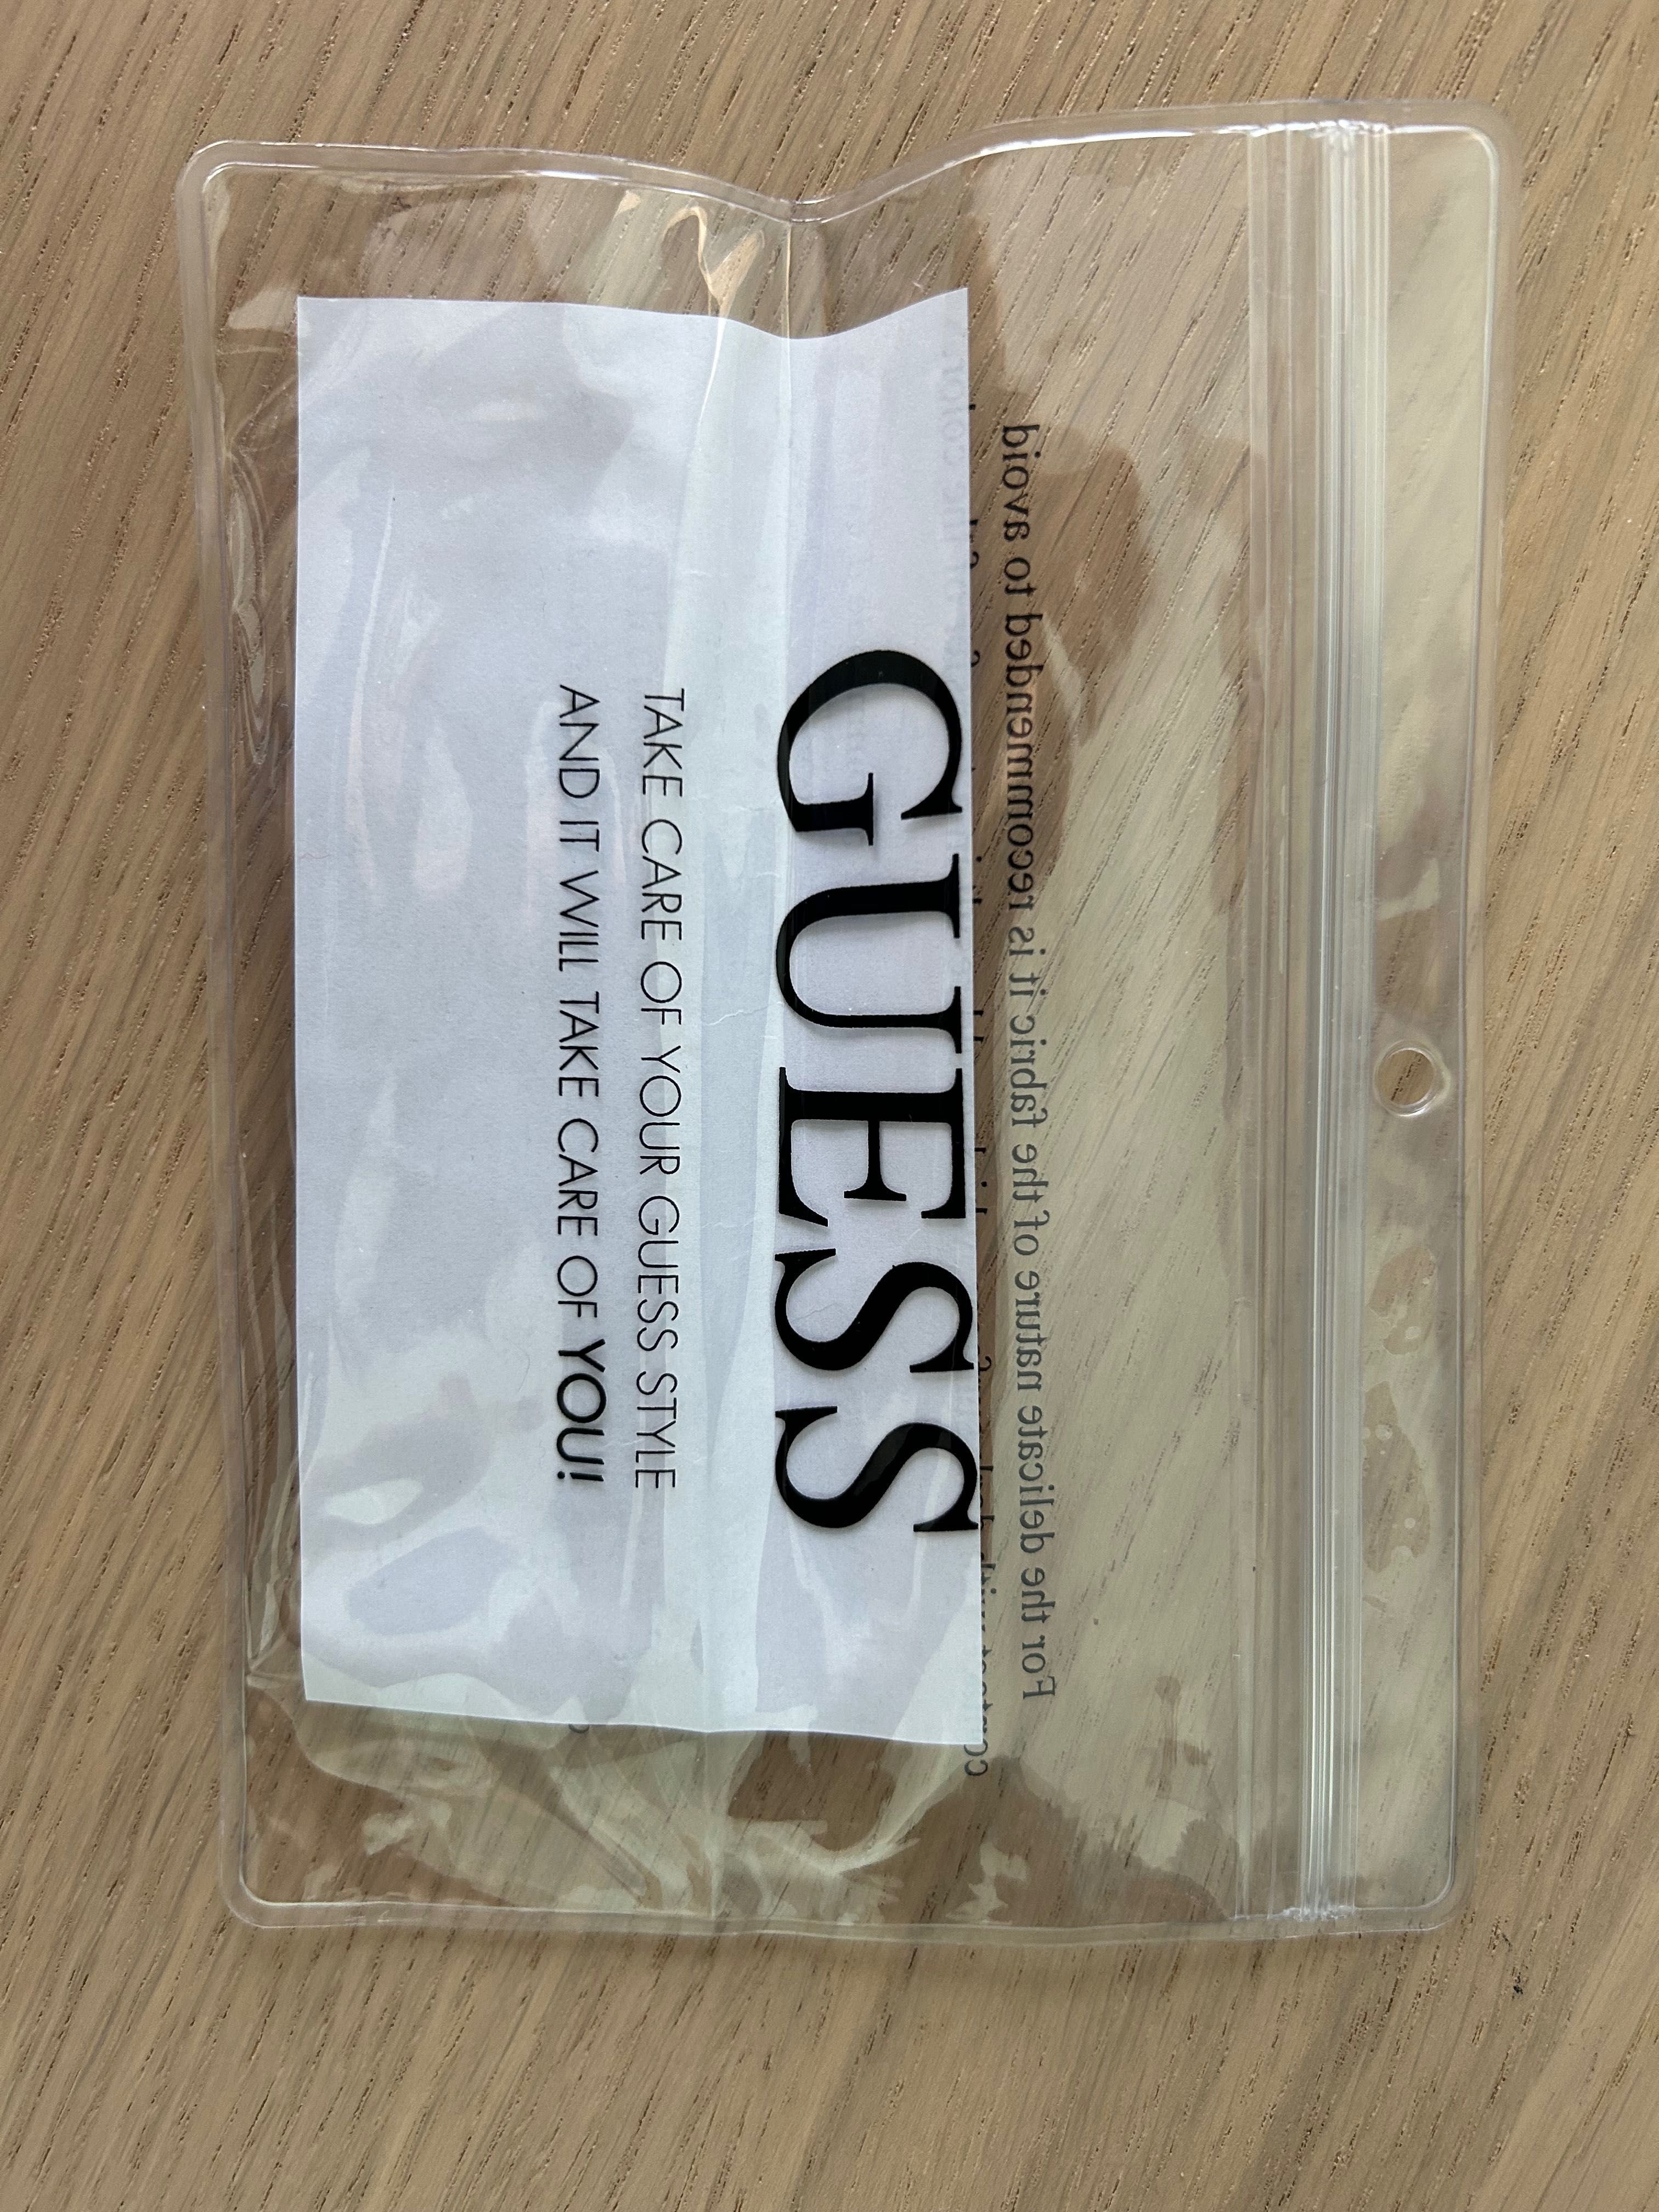 For the delicate nature of the fabric it is recommended to avoid
GUESS
TAKE CARE OF YOUR GUESS STYLE
AND IT WILL TAKE CARE OF YOU!